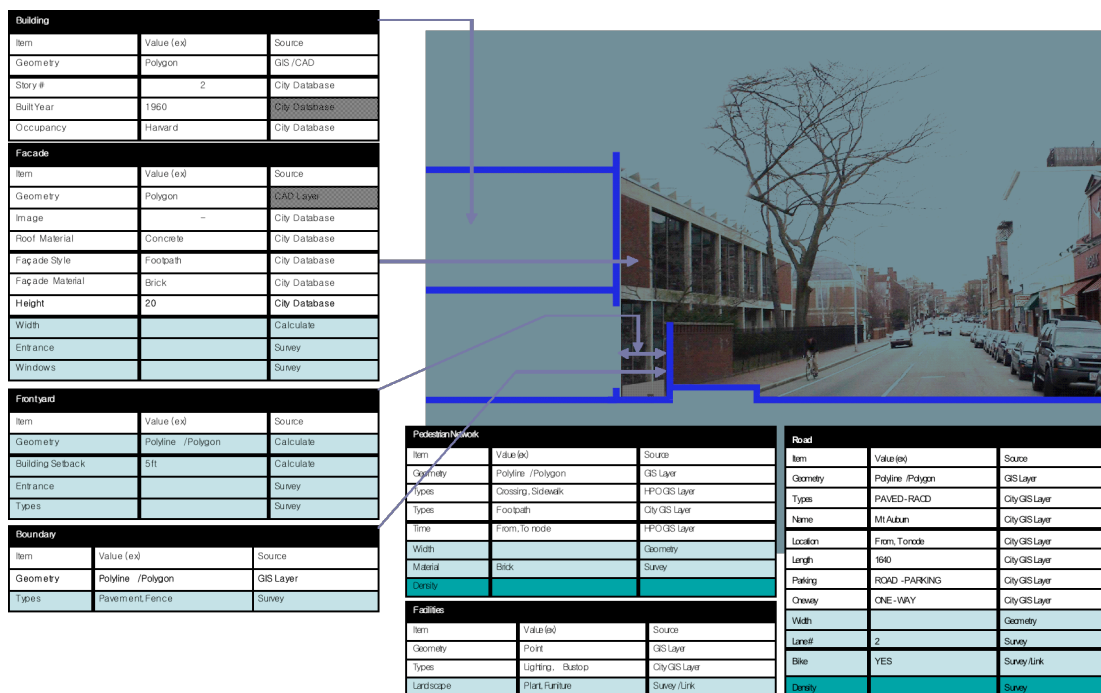 Building
Item Value (ex) Source
Geometry Polygon GIS /CAD
Story # 2 City Database
Built Year 1960 City Database
Occupancy Harvard City Database
Facade
Item Value (ex) Source
Geometry Polygon CAD Layer
Image – City Database
Roof Material Concrete City Database
Façade Style Footpath City Database
Façade Material Brick City Database
Height 20 City Database
Width Calculate
Entrance Survey
Windows Survey
Frontyard
Item Value (ex) Source
Geometry Polyline /Polygon Calculate
Building Setback 5ft Calculate
Entrance Survey
Types Survey
Boundary
Item Value (ex) Source
Geometry Polyline /Polygon GIS Layer
Types Pavement, Fence Survey
Pedestrian Network
Item Value (ex) Source
Geometry Polyline /Polygon GIS Layer
Types Crossing, Sidewalk HPO GIS Layer
Types Footpath City GIS Layer
Time From, To node HPO GIS Layer
Width Geometry
Material Brick Survey
Density
Facilities
Item Value (ex) Source
Geometry Point GIS Layer
Types Lighting, Bustop City GIS Layer
Landscape Plant, Furniture Survey /Link
Road
Item Value (ex) Source
Geometry Polyline /Polygon GIS Layer
Types PAVED-RAOD City GIS Layer
Name Mt Auburn City GIS Layer
Location From, To node City GIS Layer
Length 1640 City GIS Layer
Parking ROAD -PARKING City GIS Layer
Oneway ONE -WAY City GIS Layer
Width Geometry
Lane# 2 Survey
Bike YES Survey /Link
Density Survey